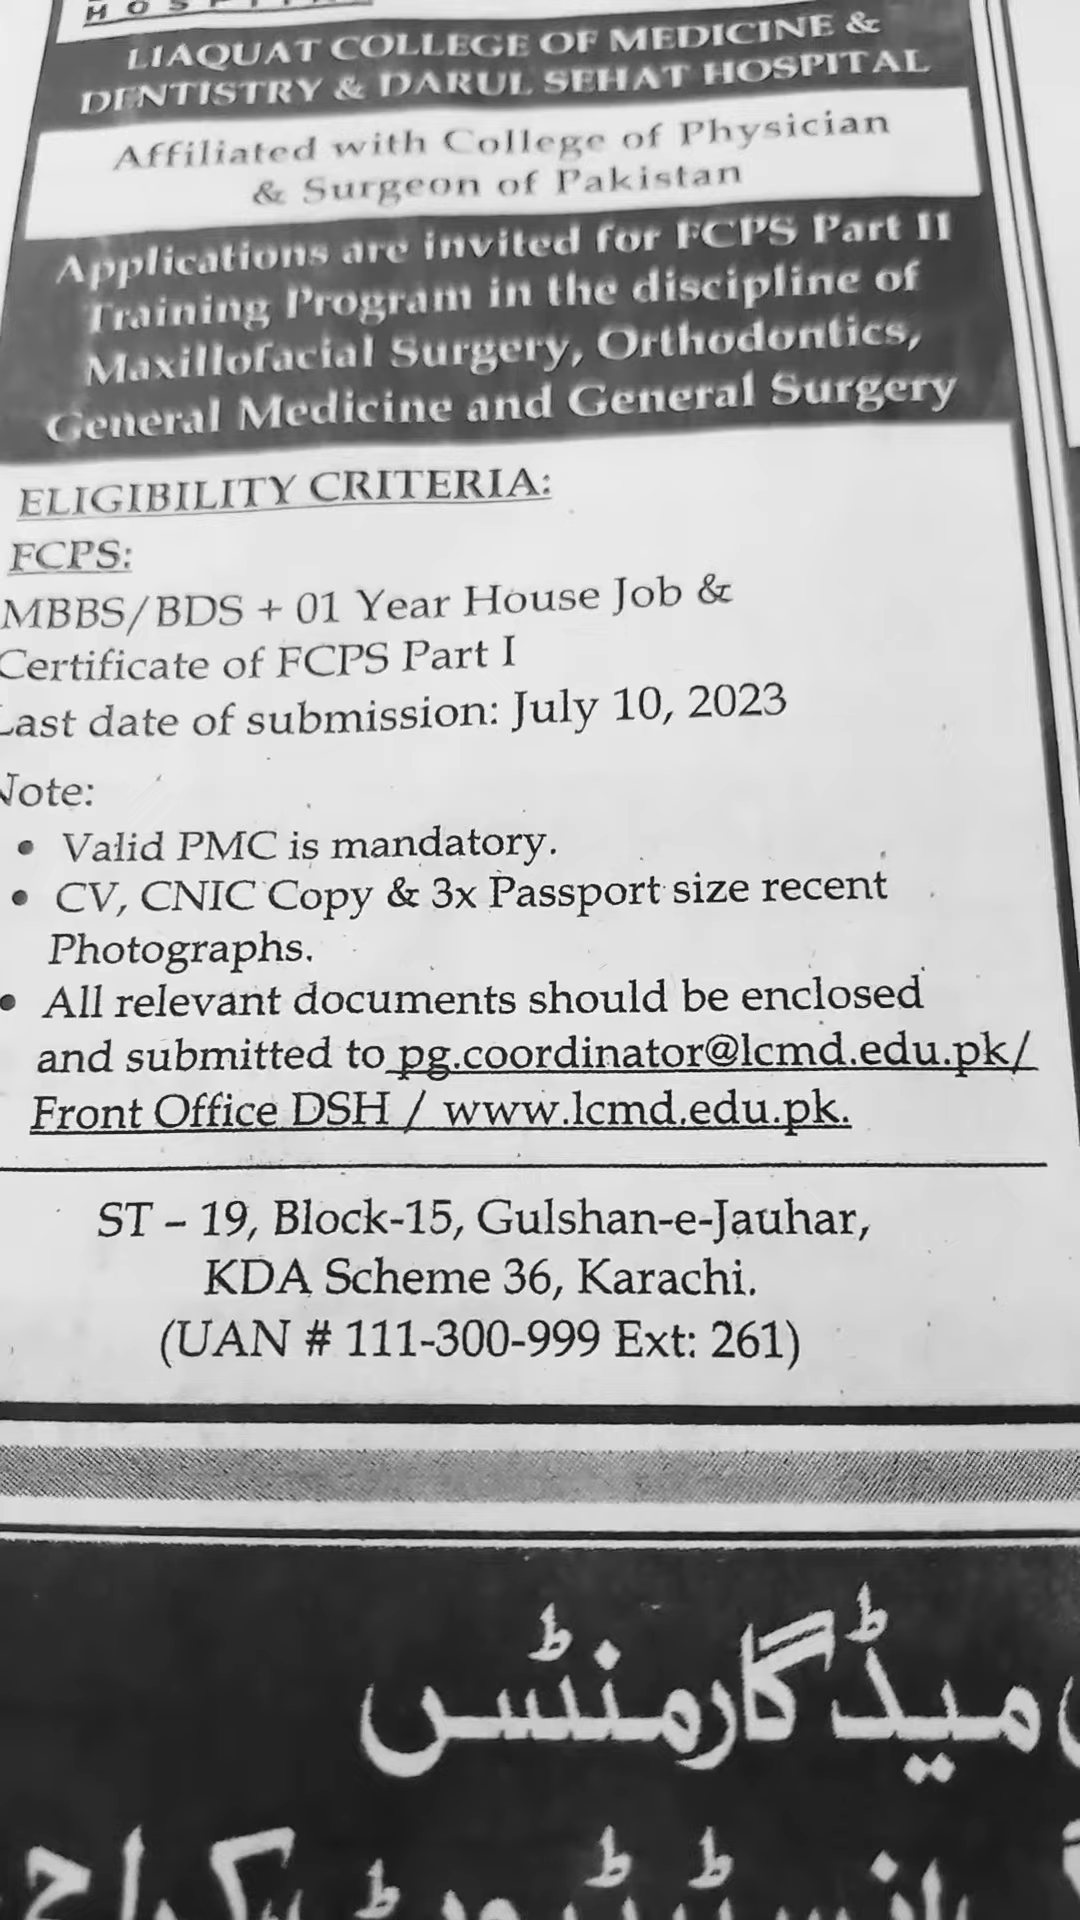 HOSPITAL
LIAQUAT COLLEGE OF MEDICINE &
DENTISTRY & DARUL SEHAT HOSPITAL
Affiliated with College of Physician
& Surgeon of Pakistan
Applications are invited for FCPS Part II
Training Program in the discipline of
Maxillofacial Surgery, Orthodontics,
General Medicine and General Surgery
ELIGIBILITY CRITERIA:
FCPS:
MBBS/BDS + 01 Year House Job &
Certificate of FCPS Part I
Last date of submission: July 10, 2023
Note:
• Valid PMC is mandatory.
• CV, CNIC Copy & 3x Passport size recent
Photographs.
• All relevant documents should be enclosed
and submitted to pg.coordinator@lcmd.edu.pk/
Front Office DSH / www.lcmd.edu.pk.
ST – 19, Block-15, Gulshan-e-Jauhar,
KDA Scheme 36, Karachi.
(UAN # 111-300-999 Ext: 261)
میڈ گارمنٹس